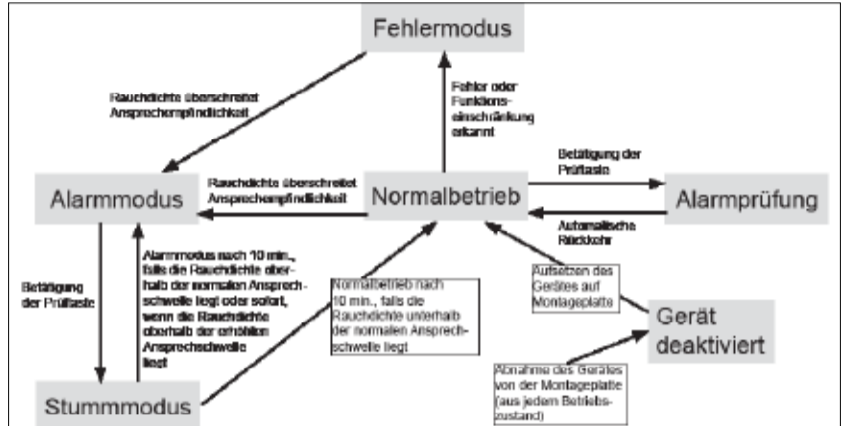 Fehlermodus
Rauchdichte überschreitet
Ansprechempfindlichkeit
Fehler oder
Funktions-
einschränkung
erkannt
Betätigung der
Prüftaste
Alarmmodus
Rauchdichte überschreitet
Ansprechempfindlichkeit
Normalbetrieb
Alarmprüfung
Automatische
Rückkehr
Betätigung
der Prüftaste
Alarmmodus nach 10 min.,
falls die Rauchdichte ober-
halb der normalen Ansprech-
schwelle liegt oder sofort,
wenn die Rauchdichte
oberhalb der erhöhten
Ansprechschwelle
liegt
Normalbetrieb nach
10 min., falls die
Rauchdichte unterhalb
der normalen Ansprech-
schwelle liegt
Aufsetzen des
Gerätes auf
Montageplatte
Gerät
deaktiviert
Abnahme des Gerätes
von der Montageplatte
(aus jedem Betriebs-
zustand)
Stummmodus